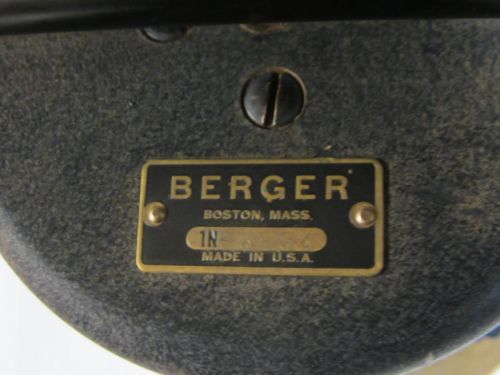 BERGER
BOSTON, MASS.
1N-
MADE IN U.S.A.